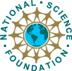 NATIONAL • SCIENCE
FOUNDATION •